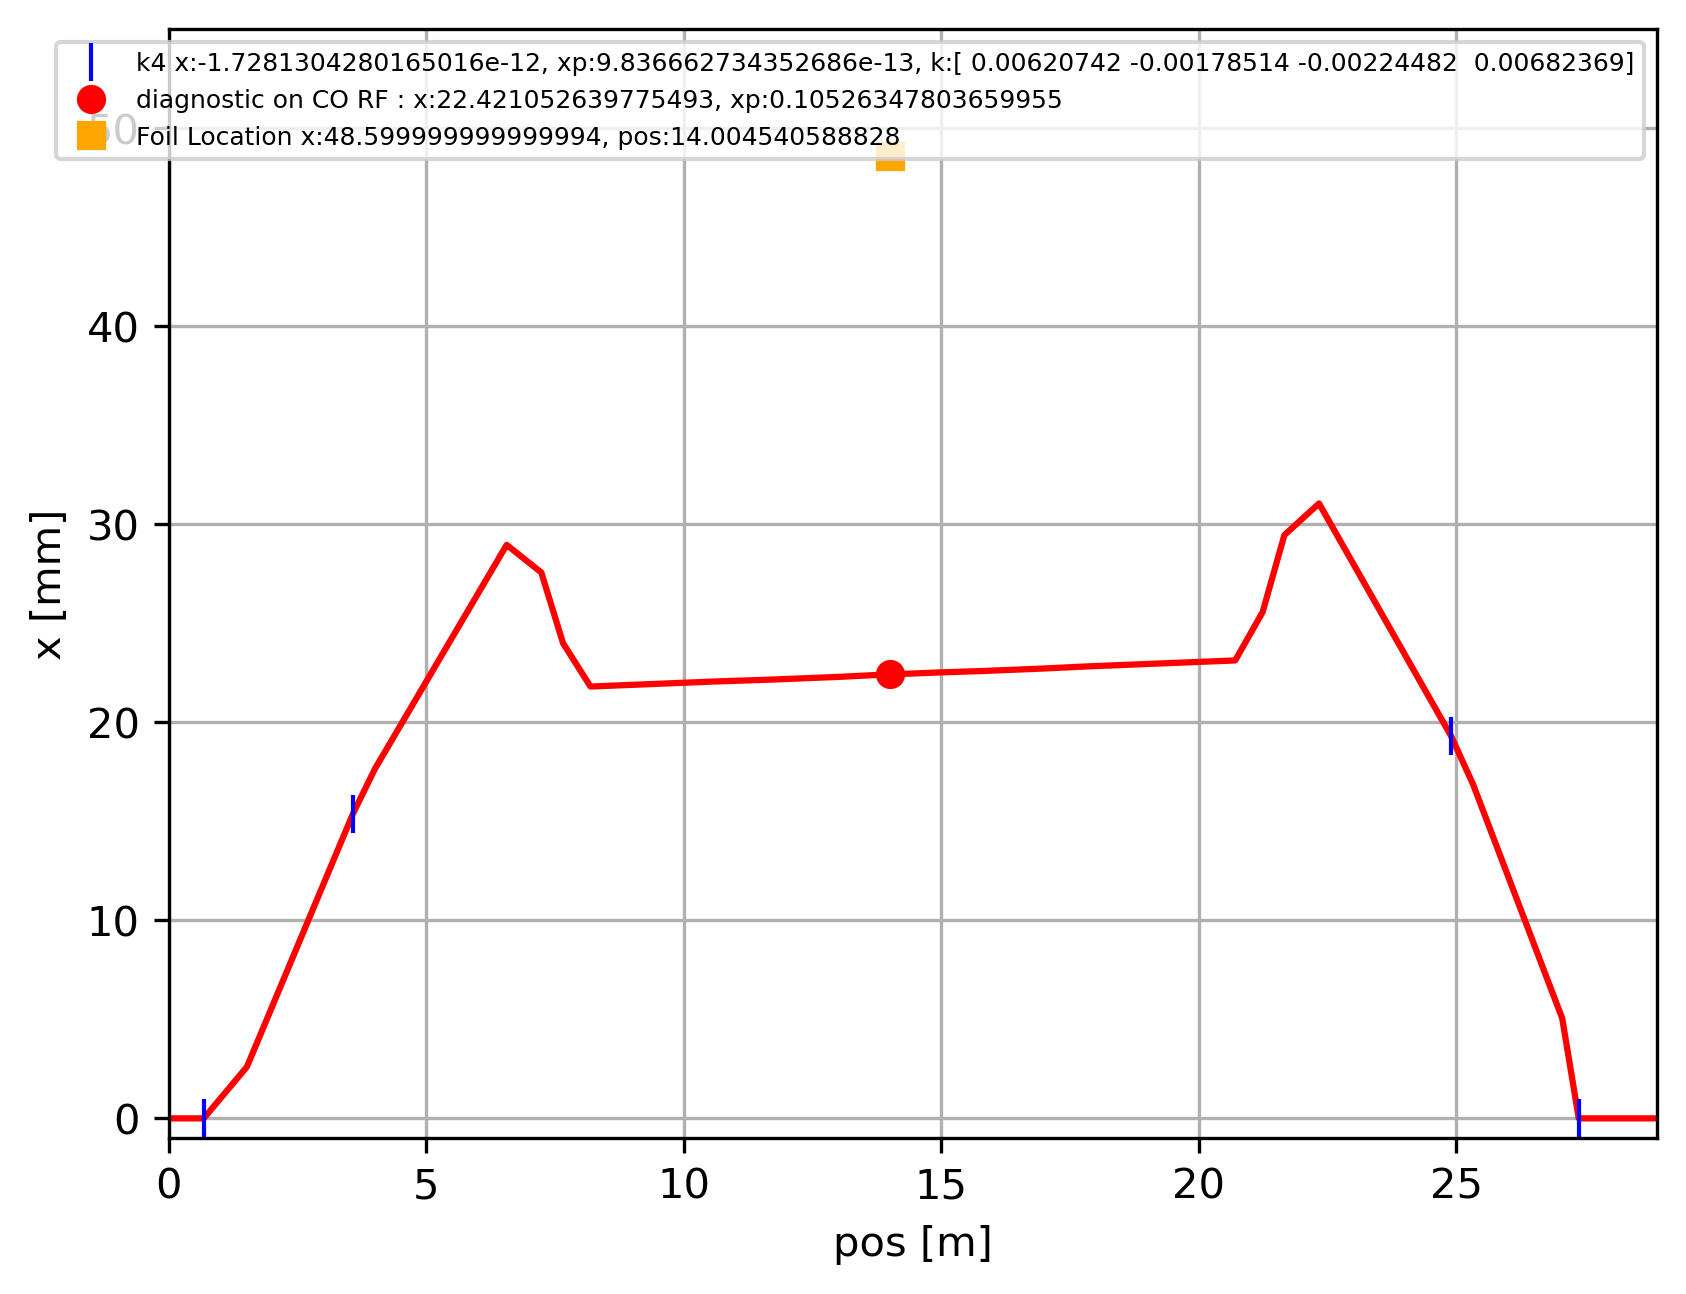 k4 x:-1.7281304280165016e-12, xp:9.836662734352686e-13, k:[ 0.00620742 -0.00178514 -0.00224482  0.00682369]
diagnostic on CO RF : x:22.421052639775493, xp:0.10526347803659955
Foil Location x:48.599999999999994, pos:14.004540588828
50
40
30
20
10
0
x [mm]
0 5 10 15 20 25
pos [m]